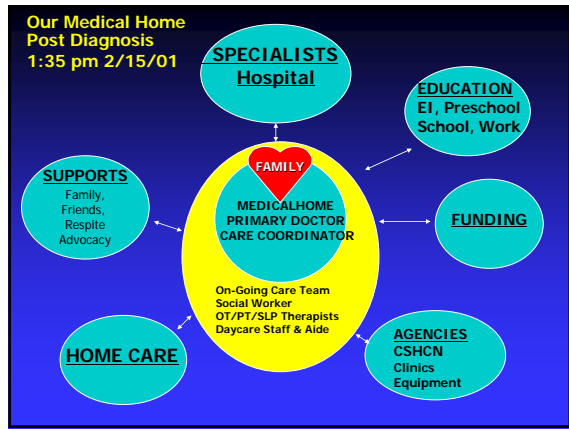 Our Medical Home
Post Diagnosis
1:35 pm 2/15/01
SPECIALISTS
Hospital
EDUCATION
EI, Preschool
School, Work
FAMILY
SUPPORTS
Family,
Friends,
Respite
Advocacy
MEDICALHOME
PRIMARY DOCTOR
CARE COORDINATOR
FUNDING
On-Going Care Team
Social Worker
OT/PT/SLP Therapists
Daycare Staff & Aide
HOME CARE
AGENCIES
CSHCN
Clinics
Equipment